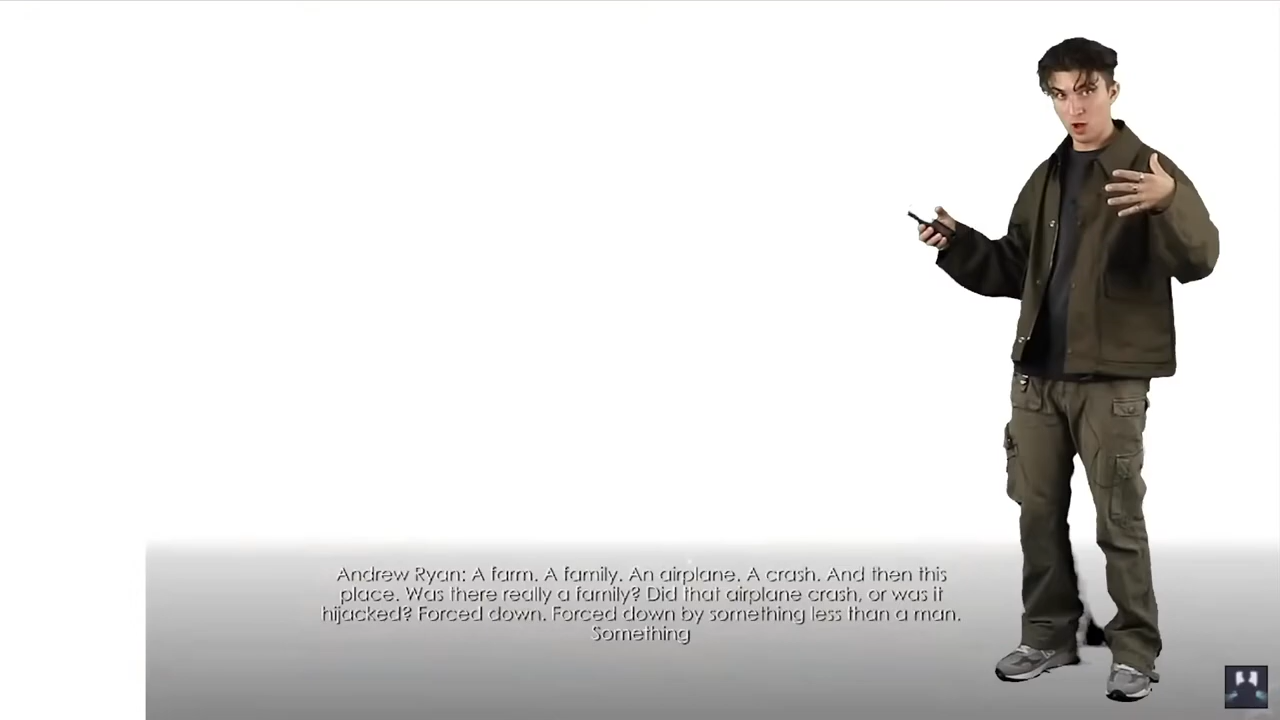 Andrew Ryan: A farm. A family. An airplane. A crash. And then this
place. Was there really a family? Did that airplane crash, or was it
hijacked? Forced down. Forced down by something less than a man.
Something